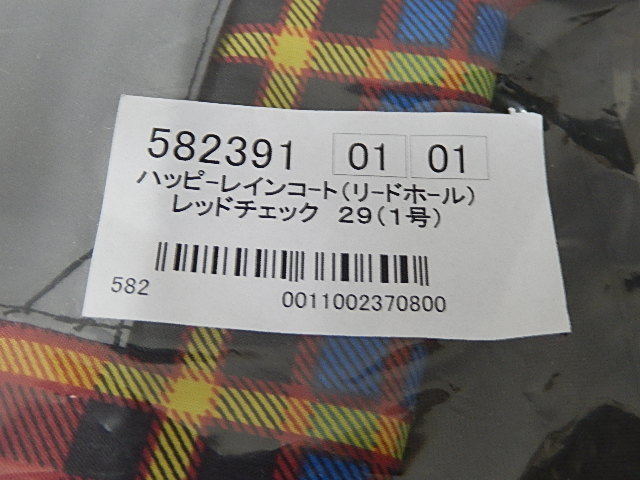 582391 01 01
ハッピーレインコート(リードホール)
レッドチェック 29(1号)
582
0011002370800